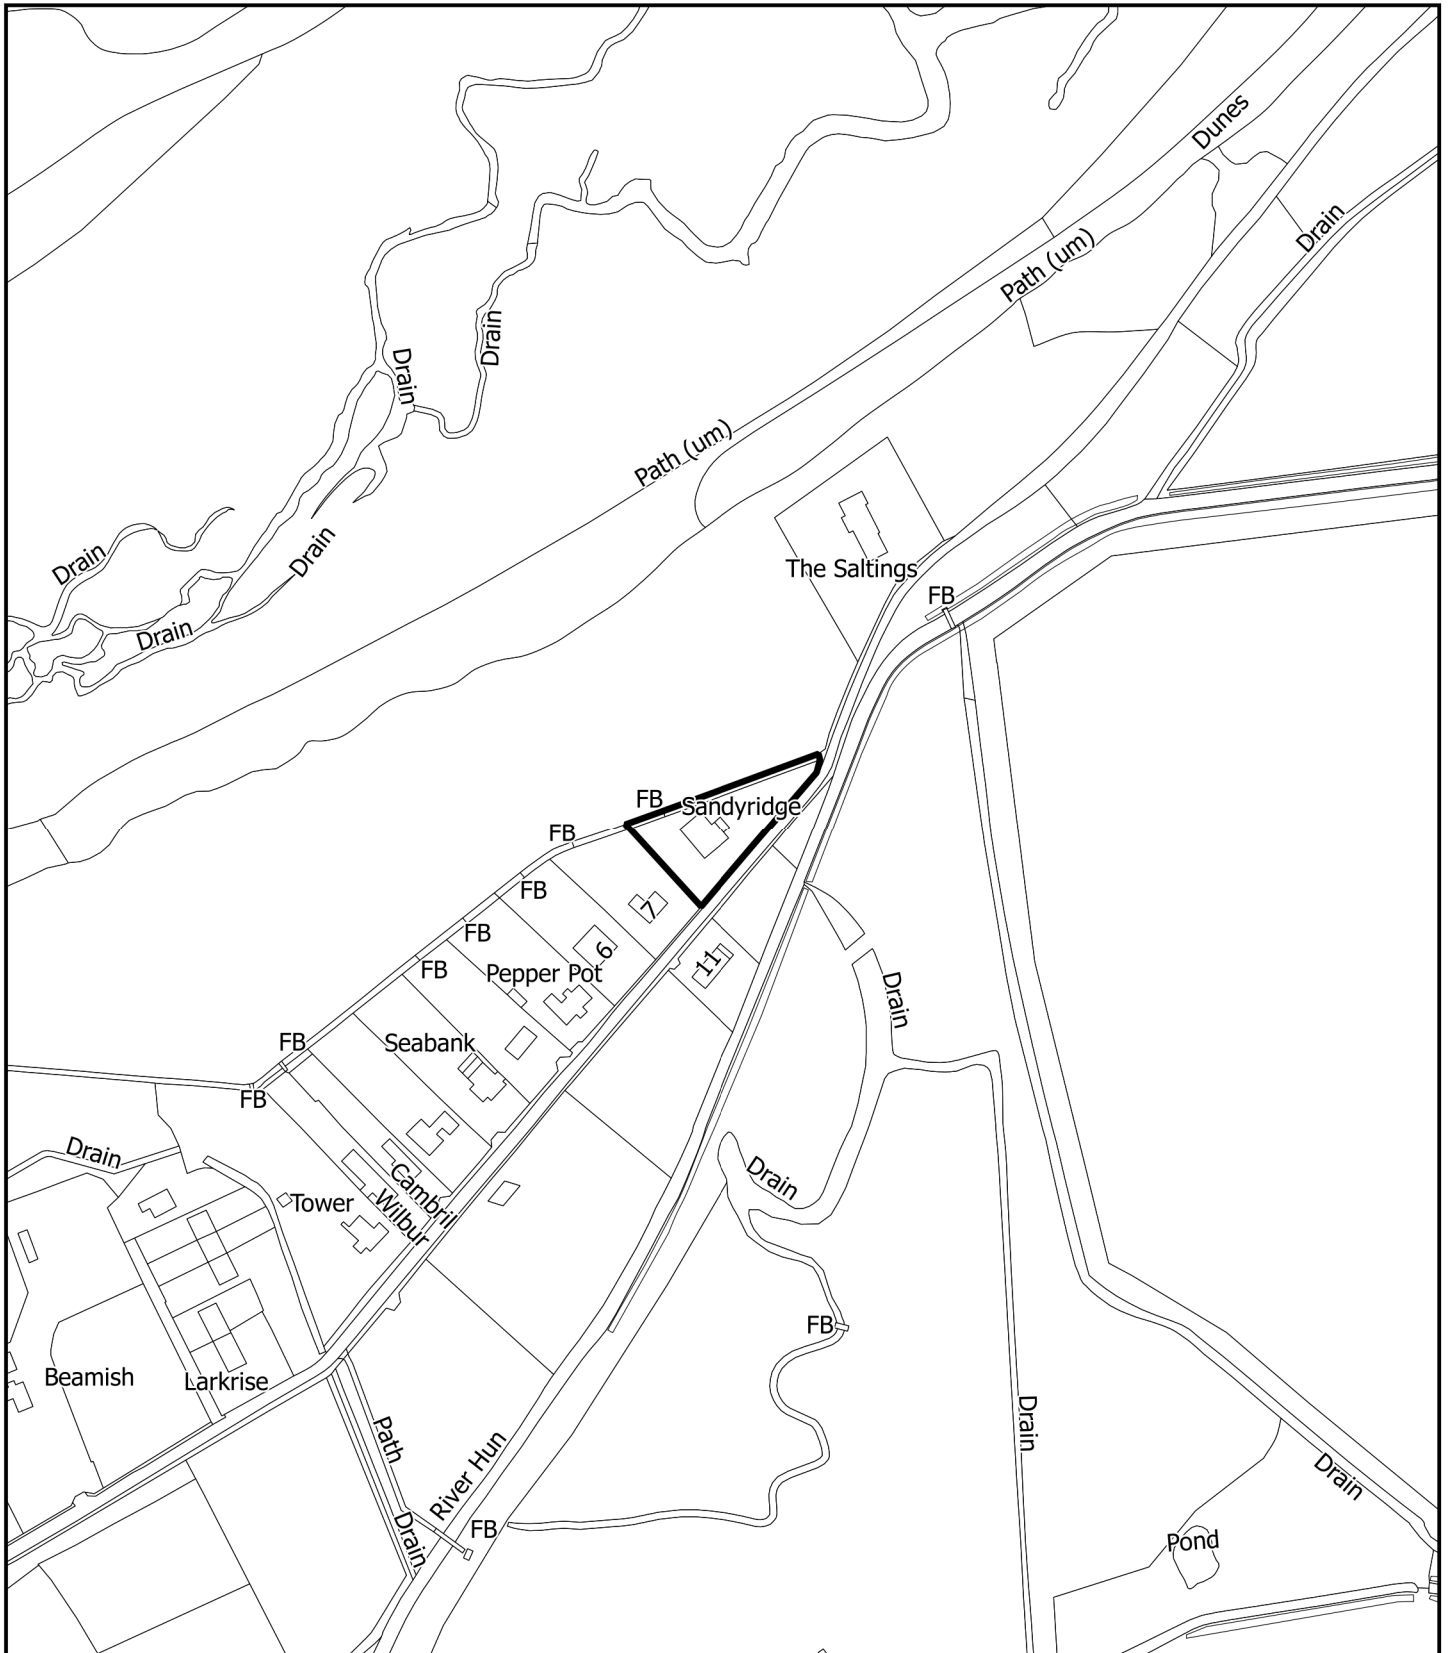 Dunes
Drain
Path (um)
Drain
Drain
Path (um)
Drain
Drain
The Saltings
FB
Drain
FB
Sandyridge
FB
FB
7
FB
6
11
FB
Pepper Pot
Drain
FB
Seabank
FB
Drain
Drain
Cambril
Tower
Wilbur
FB
Beamish
Larkrise
Path
Drain
River Hun
Drain
FB
Drain
Pond